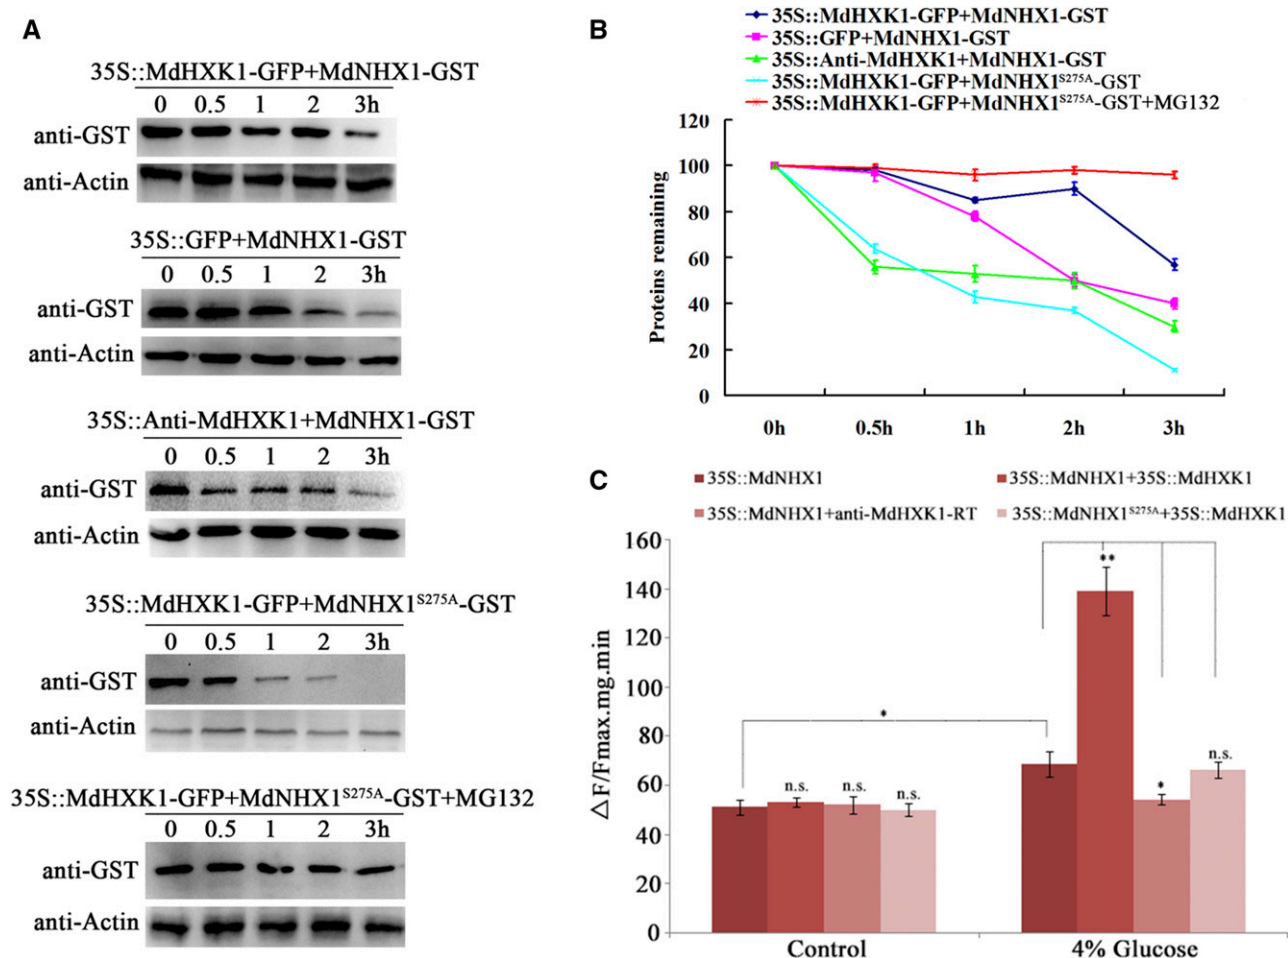 A
35S::MdHXK1-GFP+MdNHX1-GST
0 0.5 1 2 3h
anti-GST
anti-Actin
35S::GFP+MdNHX1-GST
0 0.5 1 2 3h
anti-GST
anti-Actin
35S::Anti-MdHXK1+MdNHX1-GST
0 0.5 1 2 3h
anti-GST
anti-Actin
35S::MdHXK1-GFP+MdNHX1S275A-GST
0 0.5 1 2 3h
anti-GST
anti-Actin
35S::MdHXK1-GFP+MdNHX1S275A-GST+MG132
0 0.5 1 2 3h
anti-GST
anti-Actin
B
35S::MdHXK1-GFP+MdNHX1-GST
35S::GFP+MdNHX1-GST
35S::Anti-MdHXK1+MdNHX1-GST
35S::MdHXK1-GFP+MdNHX1S275A-GST
35S::MdHXK1-GFP+MdNHX1S275A-GST+MG132
Proteins remaining
120
100
80
60
40
20
0
0h 0.5h 1h 2h 3h
C
35S::MdNHX1
35S::MdNHX1+35S::MdHXK1
35S::MdNHX1+anti-MdHXK1-RT
35S::MdNHX1S275A+35S::MdHXK1
△F/Fmax.mg.min
160
140
120
100
80
60
40
20
0
*
n.s. n.s. n.s.
** * n.s.
Control 4% Glucose